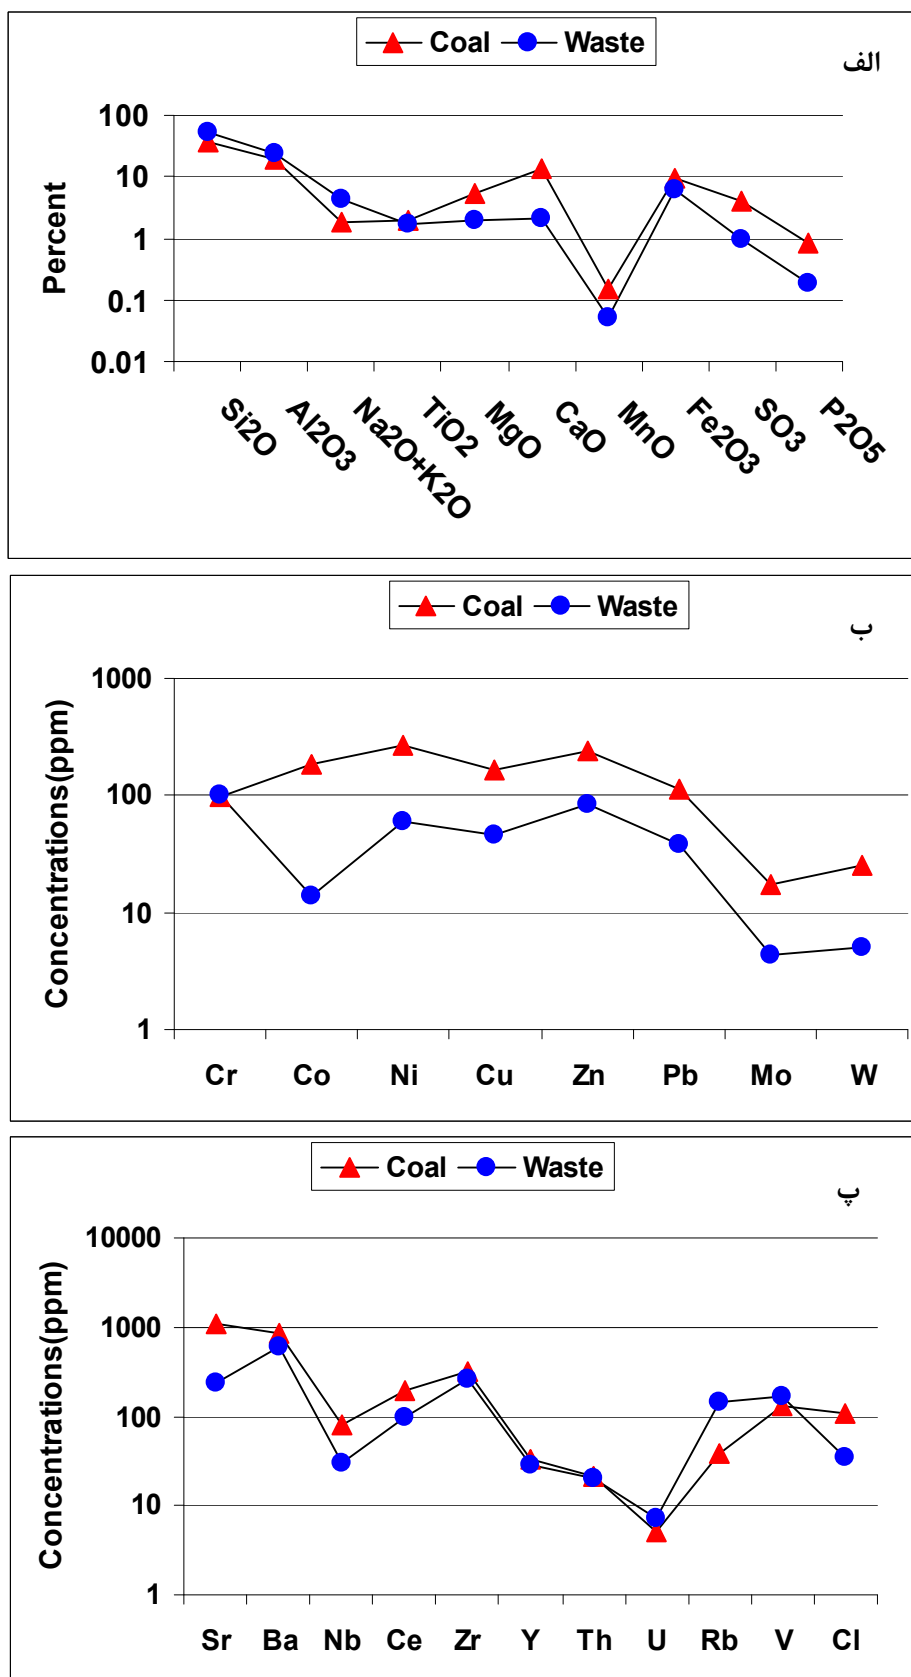 Coal Waste
الف
100
10
1
0.1
0.01
Percent
Si2O Al2O3 Na2O+K2O TiO2 MgO CaO MnO Fe2O3 SO3 P2O5
Coal Waste
ب
1000
100
10
1
Concentrations(ppm)
Cr Co Ni Cu Zn Pb Mo W
Coal Waste
پ
10000
1000
100
10
1
Concentrations(ppm)
Sr Ba Nb Ce Zr Y Th U Rb V Cl